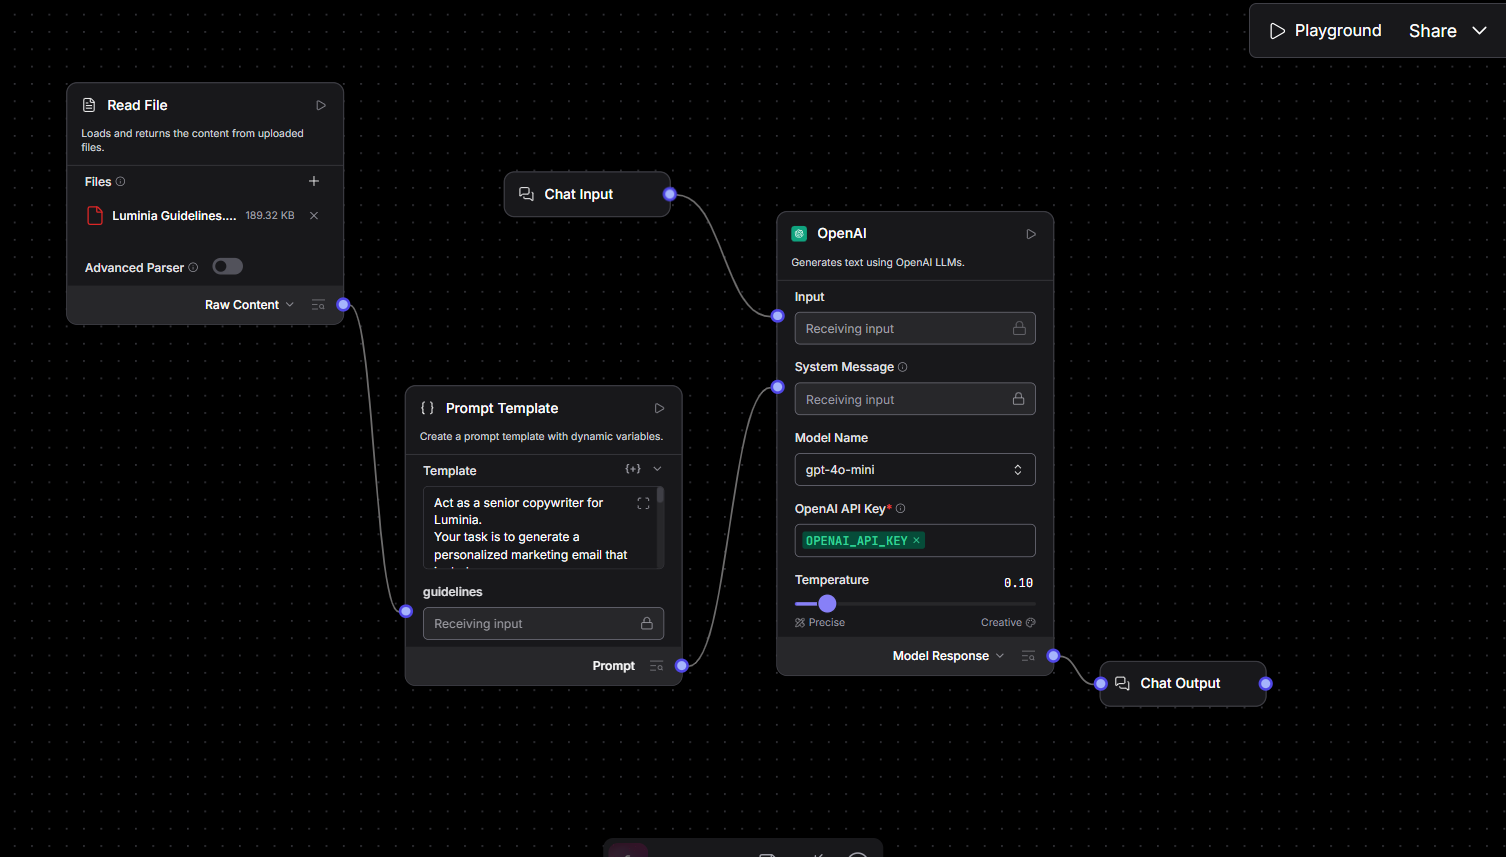 Playground
Share
Read File
Loads and returns the content from uploaded
files.
Files
Luminia Guidelines.... 189.32 KB
Advanced Parser
Raw Content
Chat Input
Prompt Template
Create a prompt template with dynamic variables.
Template
Act as a senior copywriter for
Luminia.
Your task is to generate a
personalized marketing email that
guidelines
Receiving input
Prompt
OpenAI
Generates text using OpenAI LLMs.
Input
Receiving input
System Message
Receiving input
Model Name
gpt-4o-mini
OpenAI API Key*
OPENAI_API_KEY ×
Temperature 0.10
Precise Creative
Model Response
Chat Output